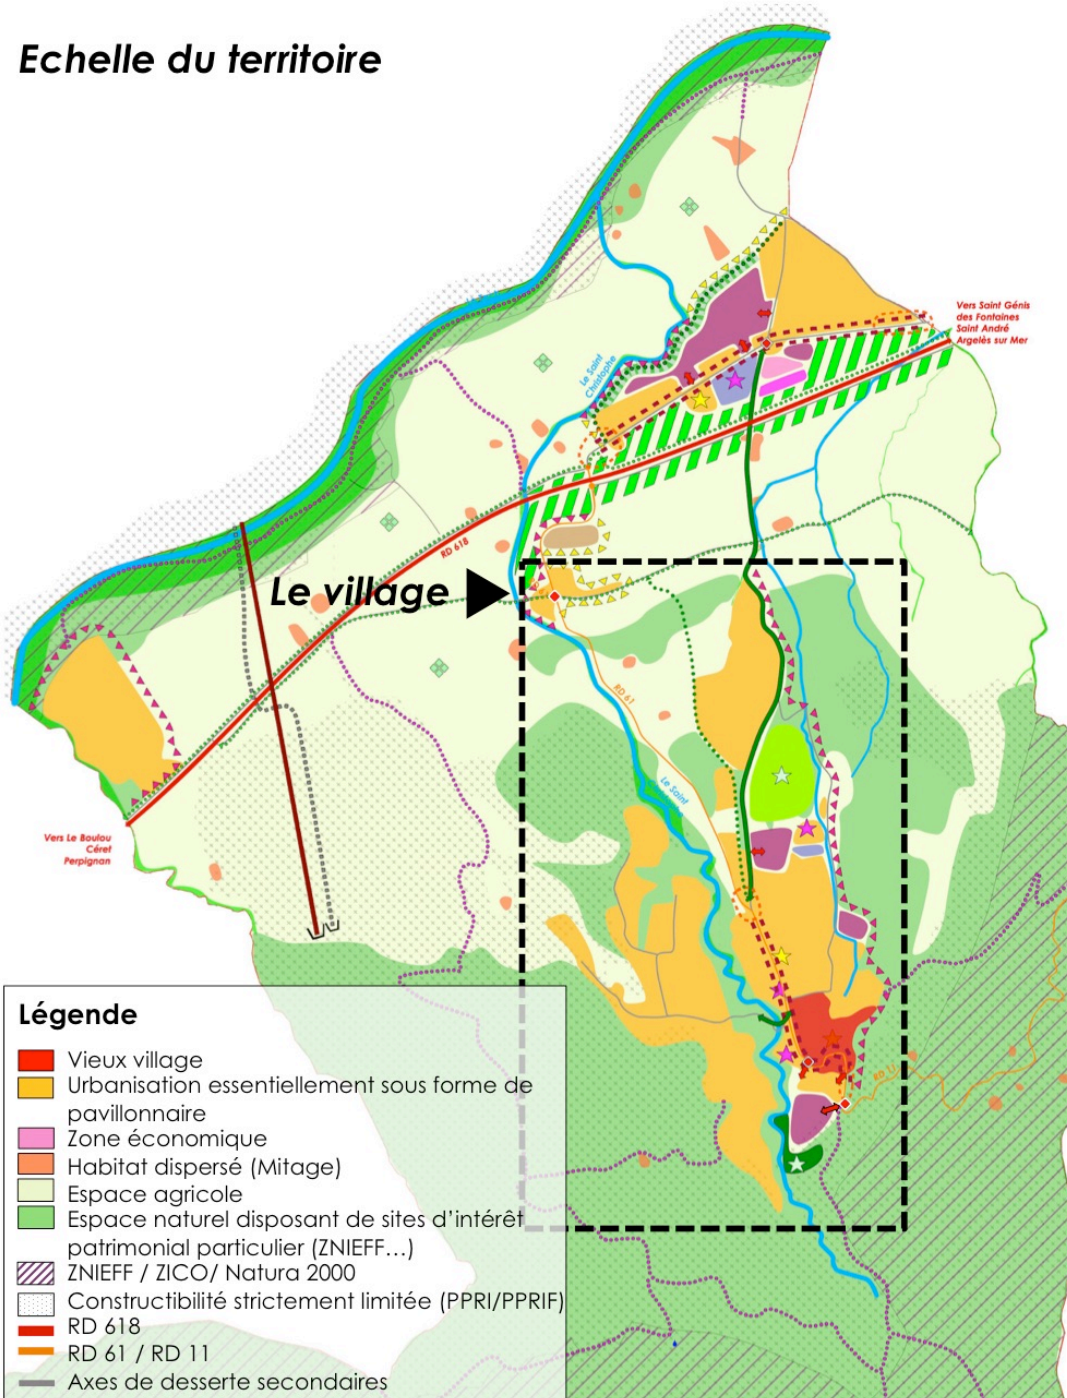 Echelle du territoire
Vers Saint Génis
des Fontaines
Saint André
Argelès sur Mer
Le Saint
Christophe
RD 618
Le village
RD 61
Le Saint
Vers Le Boulou
Céret
Perpignan
RD 11
Légende
Vieux village
Urbanisation essentiellement sous forme de
pavillonnaire
Zone économique
Habitat dispersé (Mitage)
Espace agricole
Espace naturel disposant de sites d'intérêt
patrimonial particulier (ZNIEFF...)
ZNIEFF / ZICO/ Natura 2000
Constructibilité strictement limitée (PPRI/PPRIF)
RD 618
RD 61 / RD 11
Axes de desserte secondaires